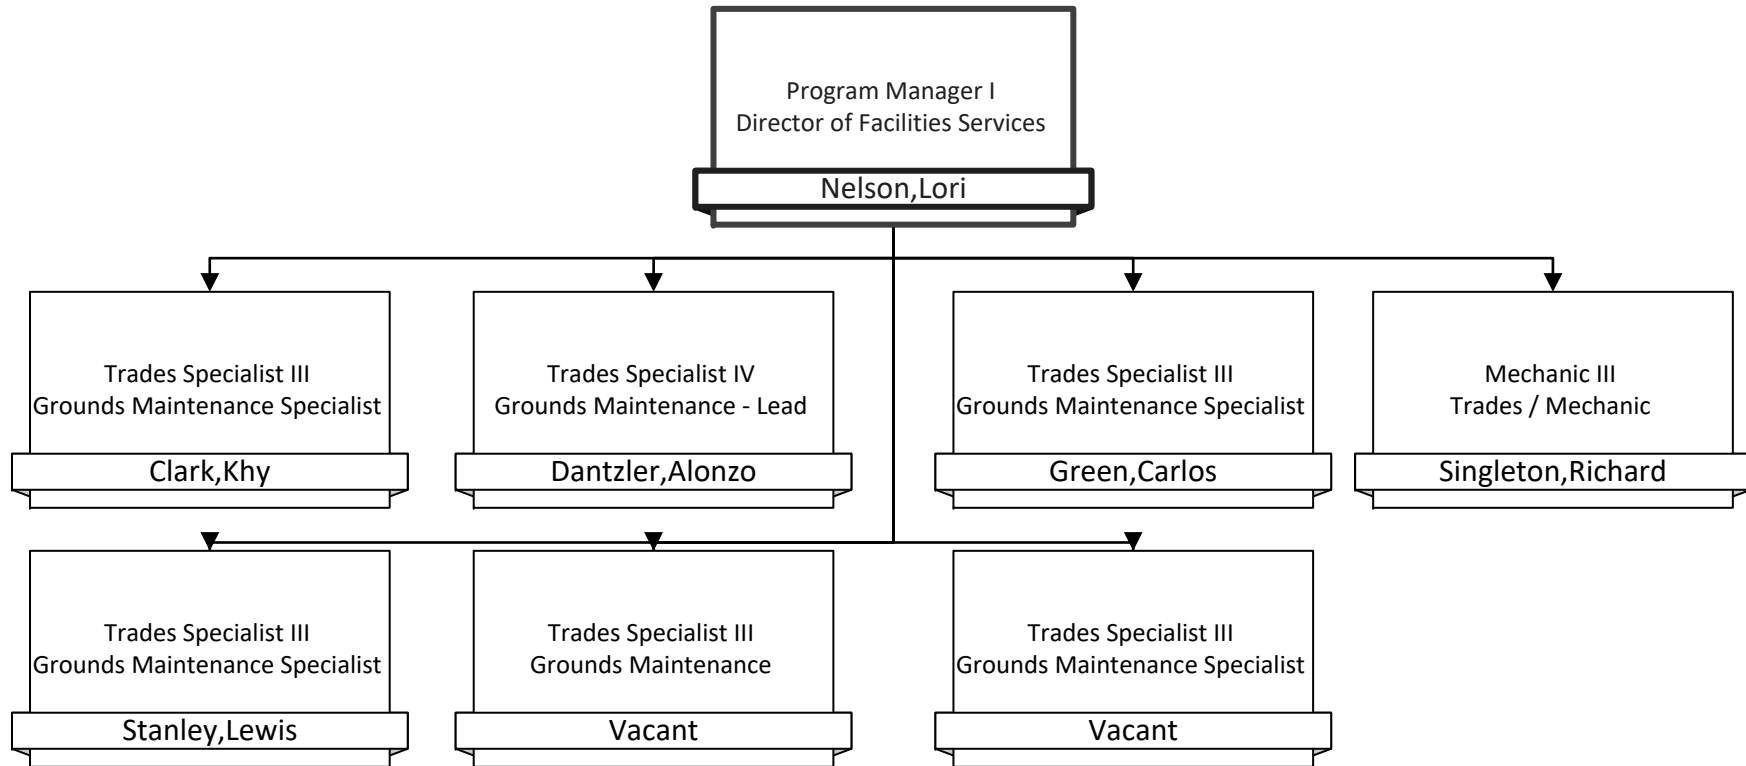 Program Manager I
Director of Facilities Services
Nelson,Lori
Trades Specialist III
Grounds Maintenance Specialist
Clark,Khy
Trades Specialist IV
Grounds Maintenance - Lead
Dantzler,Alonzo
Trades Specialist III
Grounds Maintenance Specialist
Green,Carlos
Mechanic III
Trades / Mechanic
Singleton,Richard
Trades Specialist III
Grounds Maintenance Specialist
Stanley,Lewis
Trades Specialist III
Grounds Maintenance
Vacant
Trades Specialist III
Grounds Maintenance Specialist
Vacant